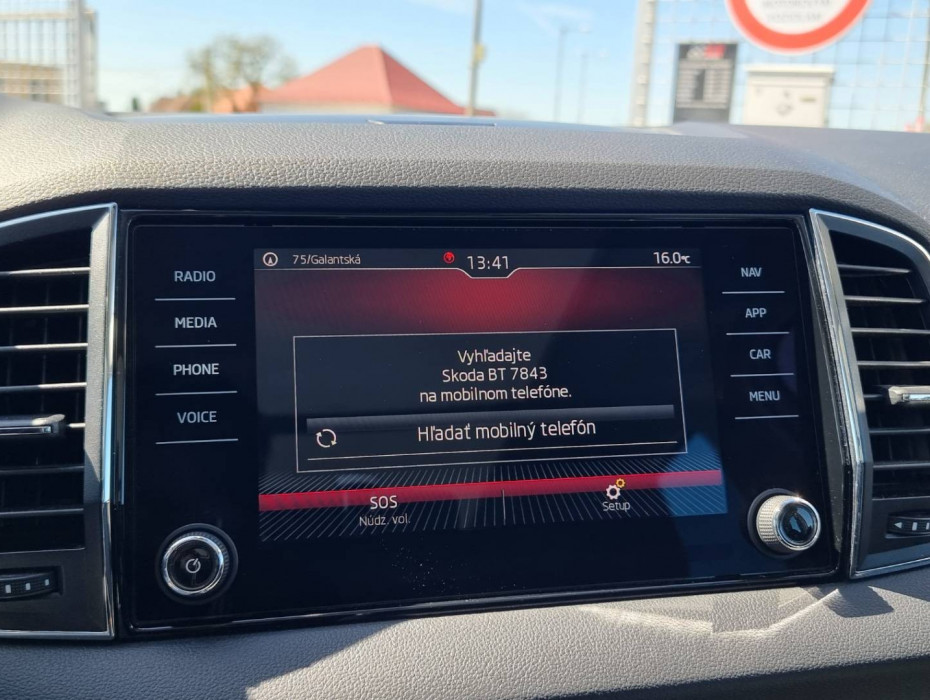 RADIO
MEDIA
PHONE
VOICE
75/Galantská
13:41
16.0°C
Vyhľadajte
Skoda BT 7843
na mobilnom telefóne.
Hľadať mobilný telefón
SOS
Núdz. vol.
Setup
NAV
APP
CAR
MENU